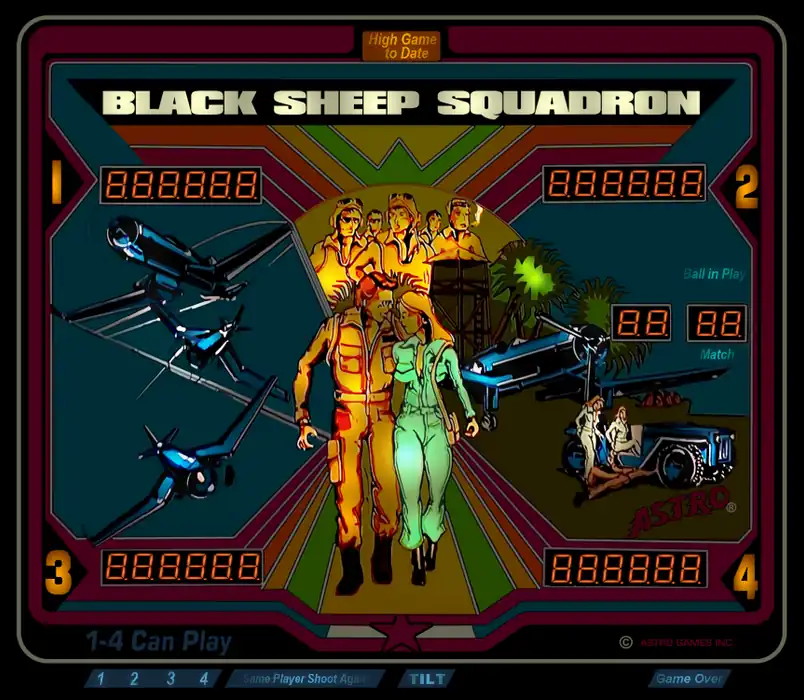 High Game
to Date
BLACK SHEEP SQUADRON
1
888888
888888
2
Ball in Play
88
88
Match
ASTRO®
3
888888
888888
4
1-4 Can Play
© ASTRO GAMES INC.
1 2 3 4
Same Player Shoot Again
TILT
Game Over